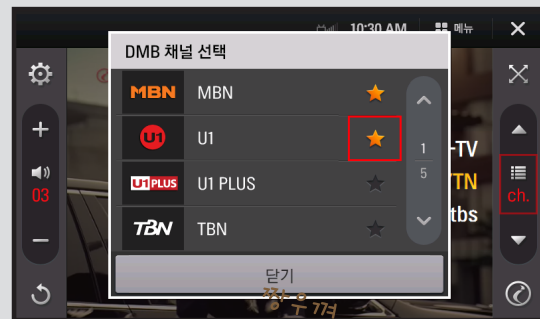 10:30 AM
메뉴
DMB 채널 선택
MBN MBN
U1 U1
U1 PLUS U1 PLUS
TBN TBN
1
5
03
-TV
TN
tbs
ch.
닫기